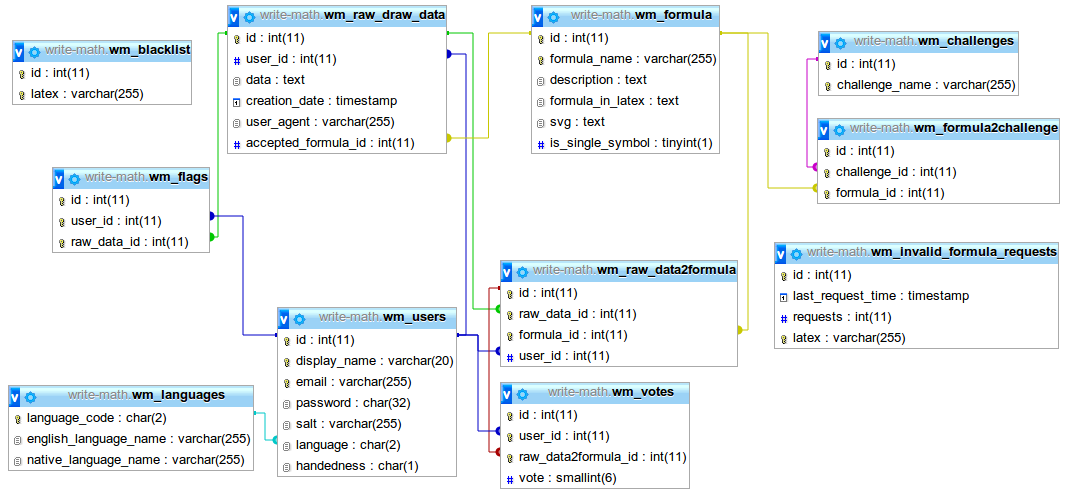 write-math.wm_blacklist
id : int(11)
latex : varchar(255)
write-math.wm_raw_draw_data
id : int(11)
user_id : int(11)
data : text
creation_date : timestamp
user_agent : varchar(255)
accepted_formula_id : int(11)
write-math.wm_formula
id : int(11)
formula_name : varchar(255)
description : text
formula_in_latex : text
svg : text
is_single_symbol : tinyint(1)
write-math.wm_challenges
id : int(11)
challenge_name : varchar(255)
write-math.wm_formula2challenge
id : int(11)
challenge_id : int(11)
formula_id : int(11)
write-math.wm_flags
id : int(11)
user_id : int(11)
raw_data_id : int(11)
write-math.wm_raw_data2formula
id : int(11)
raw_data_id : int(11)
formula_id : int(11)
user_id : int(11)
write-math.wm_invalid_formula_requests
id : int(11)
last_request_time : timestamp
requests : int(11)
latex : varchar(255)
write-math.wm_users
id : int(11)
display_name : varchar(20)
email : varchar(255)
password : char(32)
salt : varchar(255)
language : char(2)
handedness : char(1)
write-math.wm_languages
language_code : char(2)
english_language_name : varchar(255)
native_language_name : varchar(255)
write-math.wm_votes
id : int(11)
user_id : int(11)
raw_data2formula_id : int(11)
vote : smallint(6)